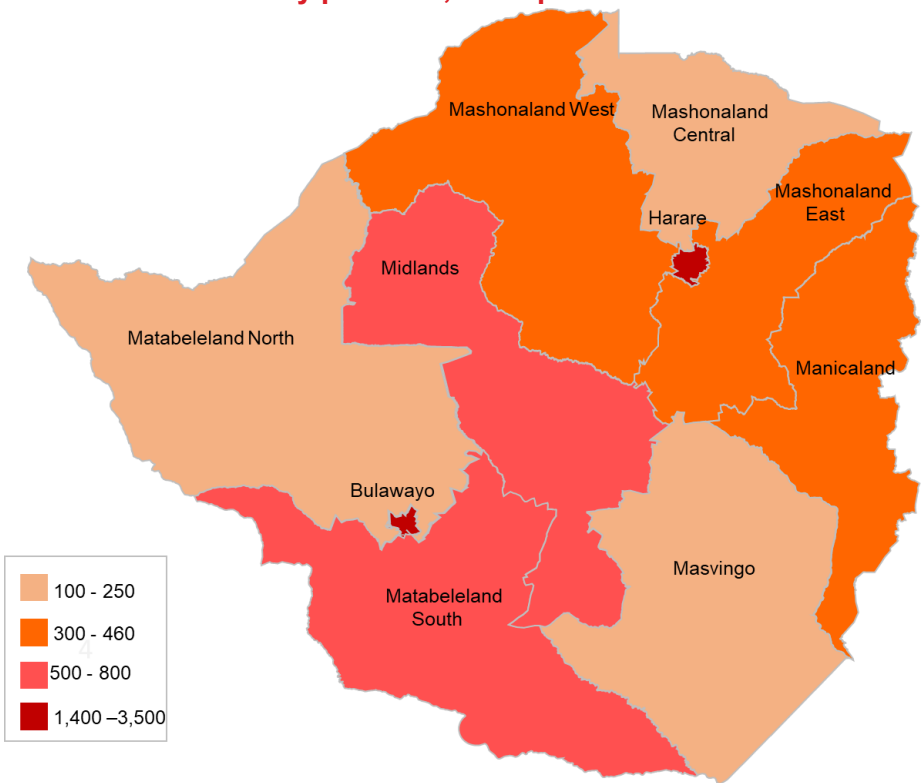 Mashonaland West
Mashonaland
Central
Mashonaland
East
Harare
Midlands
Matabeleland North
Manicaland
Bulawayo
Masvingo
Matabeleland
South
100 - 250
300 - 460
4
500 - 800
1,400 –3,500